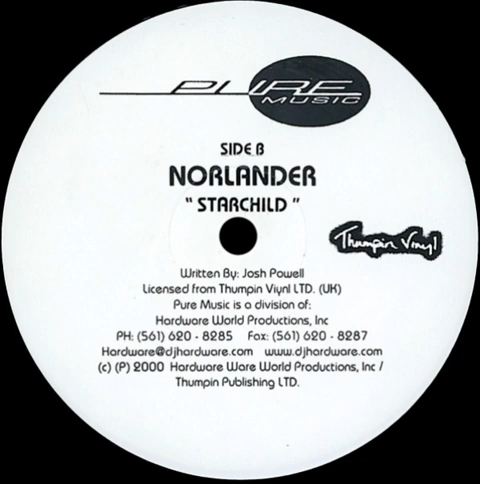 PURE
MUSIC
SIDE B
NORLANDER
“ STARCHILD ”
Thumpin Vinyl
Written By: Josh Powell
Licensed from Thumpin Viynl LTD. (UK)
Pure Music is a division of:
Hardware World Productions, Inc
PH: (561) 620 - 8285 Fax: (561) 620 - 8287
Hardware@djhardware.com www.djhardware.com
(c) (P) 2000 Hardware Ware World Productions, Inc /
Thumpin Publishing LTD.